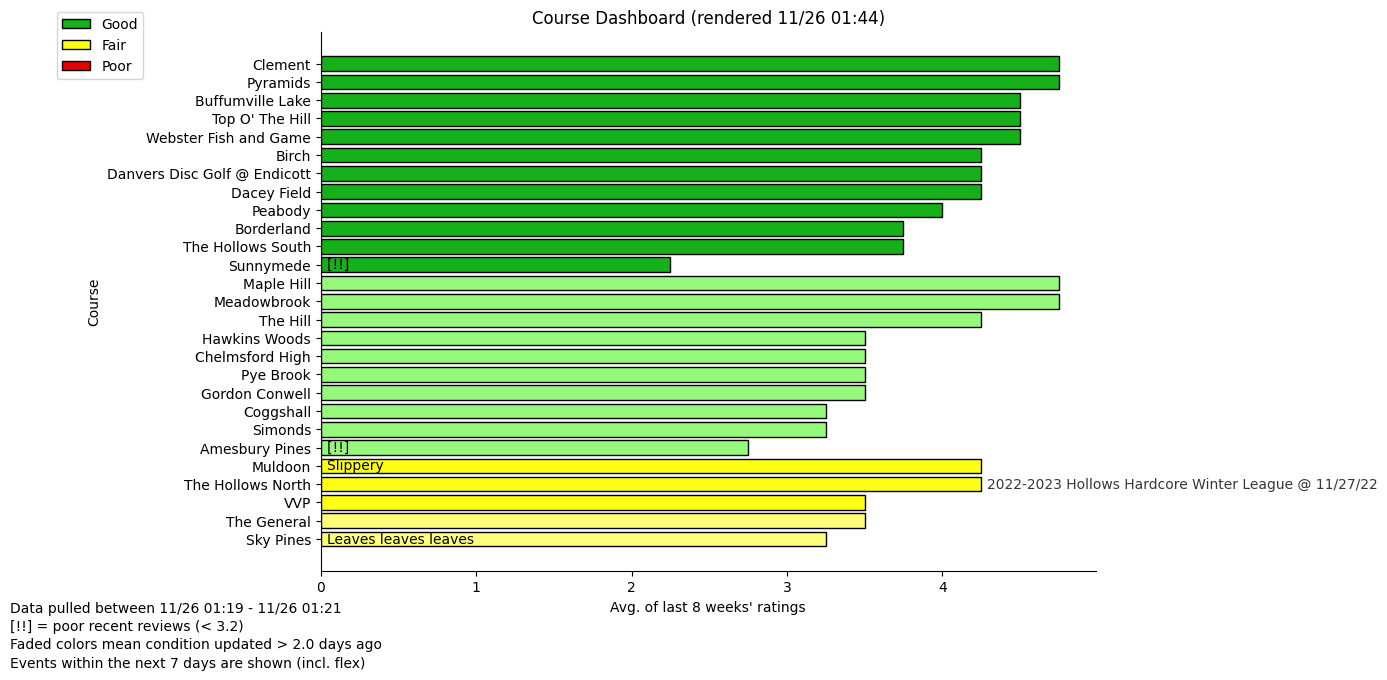 Course Dashboard (rendered 11/26 01:44)
Good
Fair
Poor
Course
Clement
Pyramids
Buffumville Lake
Top O' The Hill
Webster Fish and Game
Birch
Danvers Disc Golf @ Endicott
Dacey Field
Peabody
Borderland
The Hollows South
Sunnymede [!!]
Maple Hill
Meadowbrook
The Hill
Hawkins Woods
Chelmsford High
Pye Brook
Gordon Conwell
Coggshall
Simonds
Amesbury Pines [!!]
Muldoon Slippery
The Hollows North 2022-2023 Hollows Hardcore Winter League @ 11/27/22
VVP
The General
Sky Pines Leaves leaves leaves
0 1 2 3 4
Avg. of last 8 weeks' ratings
Data pulled between 11/26 01:19 - 11/26 01:21
[!!] = poor recent reviews (< 3.2)
Faded colors mean condition updated > 2.0 days ago
Events within the next 7 days are shown (incl. flex)